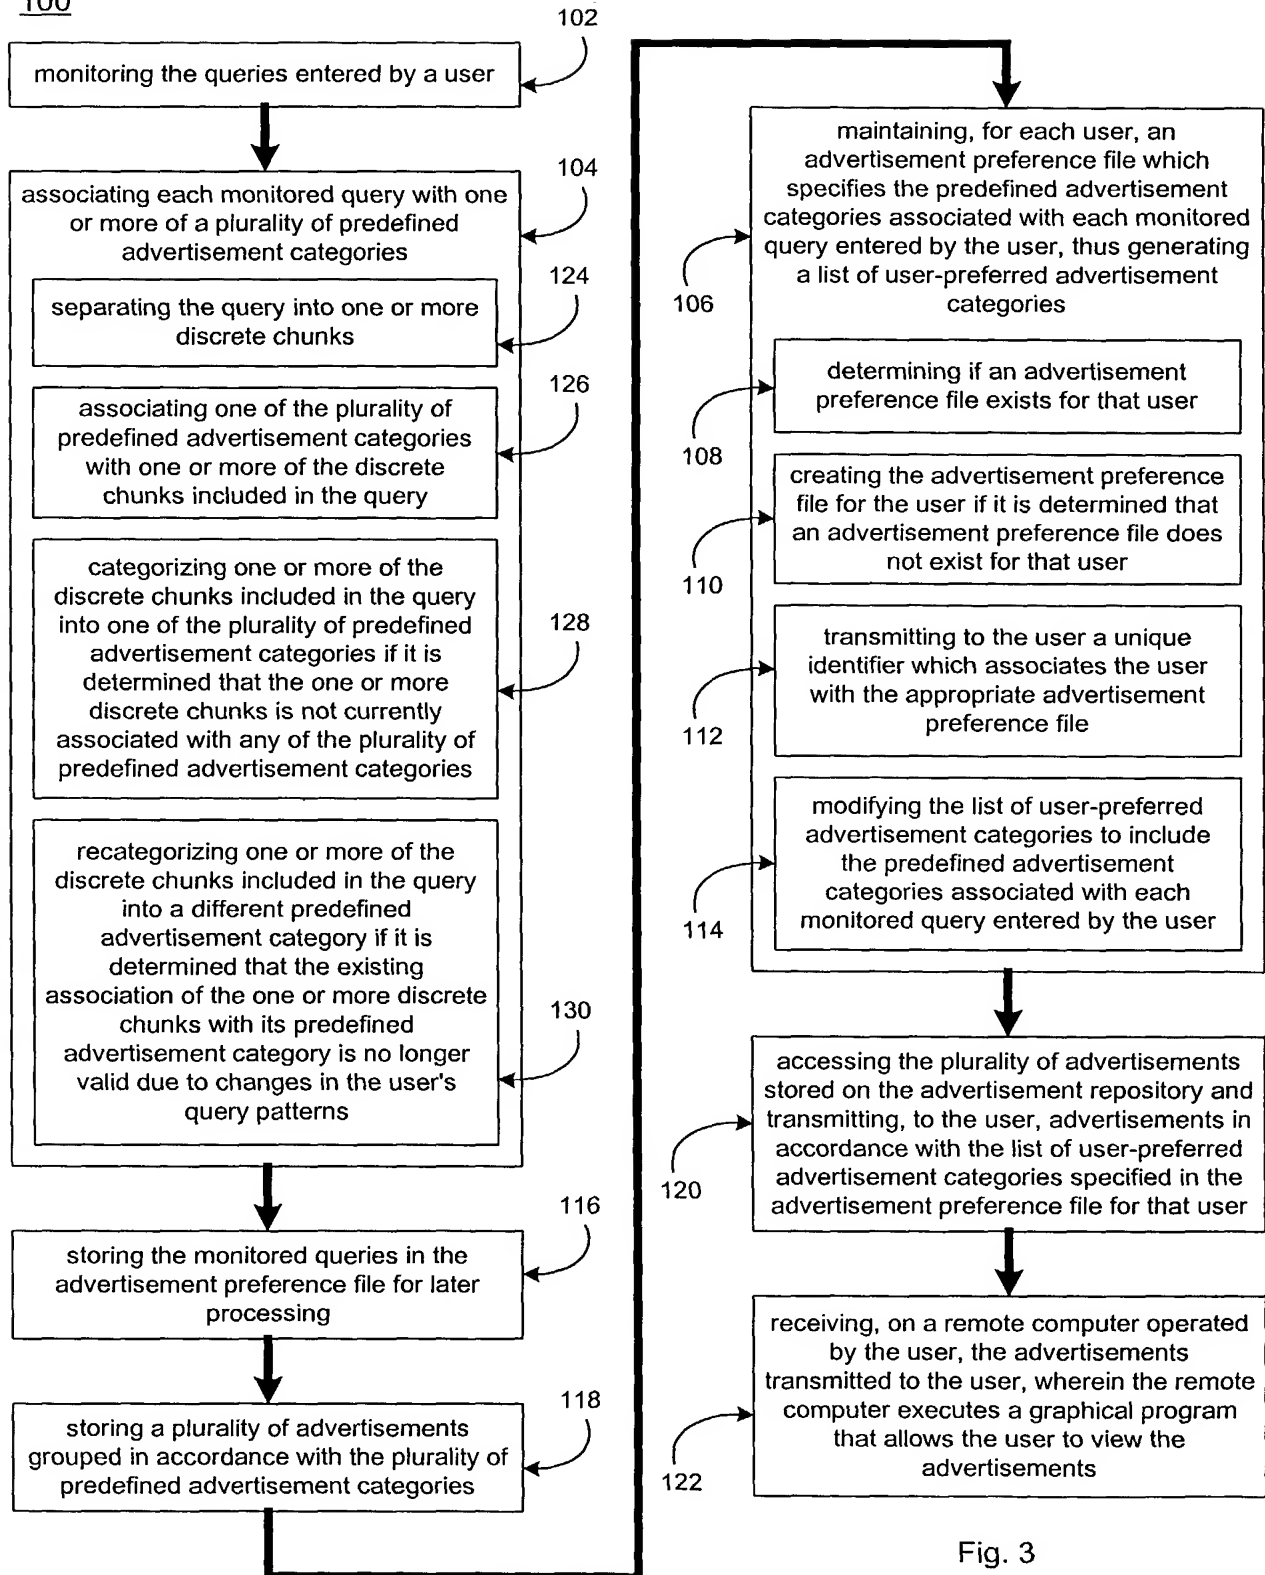 100
102
monitoring the queries entered by a user
104
associating each monitored query with one
or more of a plurality of predefined
advertisement categories
124
separating the query into one or more
discrete chunks
126
associating one of the plurality of
predefined advertisement categories
with one or more of the discrete
chunks included in the query
128
categorizing one or more of the
discrete chunks included in the query
into one of the plurality of predefined
advertisement categories if it is
determined that the one or more
discrete chunks is not currently
associated with any of the plurality of
predefined advertisement categories
130
recategorizing one or more of the
discrete chunks included in the query
into a different predefined
advertisement category if it is
determined that the existing
association of the one or more discrete
chunks with its predefined
advertisement category is no longer
valid due to changes in the user's
query patterns
116
storing the monitored queries in the
advertisement preference file for later
processing
118
storing a plurality of advertisements
grouped in accordance with the plurality of
predefined advertisement categories
maintaining, for each user, an
advertisement preference file which
specifies the predefined advertisement
categories associated with each monitored
query entered by the user, thus generating
a list of user-preferred advertisement
categories
106
determining if an advertisement
preference file exists for that user
108
creating the advertisement preference
file for the user if it is determined that
an advertisement preference file does
not exist for that user
110
transmitting to the user a unique
identifier which associates the user
with the appropriate advertisement
preference file
112
modifying the list of user-preferred
advertisement categories to include
the predefined advertisement
categories associated with each
monitored query entered by the user
114
accessing the plurality of advertisements
stored on the advertisement repository and
transmitting, to the user, advertisements in
accordance with the list of user-preferred
advertisement categories specified in the
advertisement preference file for that user
120
receiving, on a remote computer operated
by the user, the advertisements
transmitted to the user, wherein the remote
computer executes a graphical program
that allows the user to view the
advertisements
122
Fig. 3